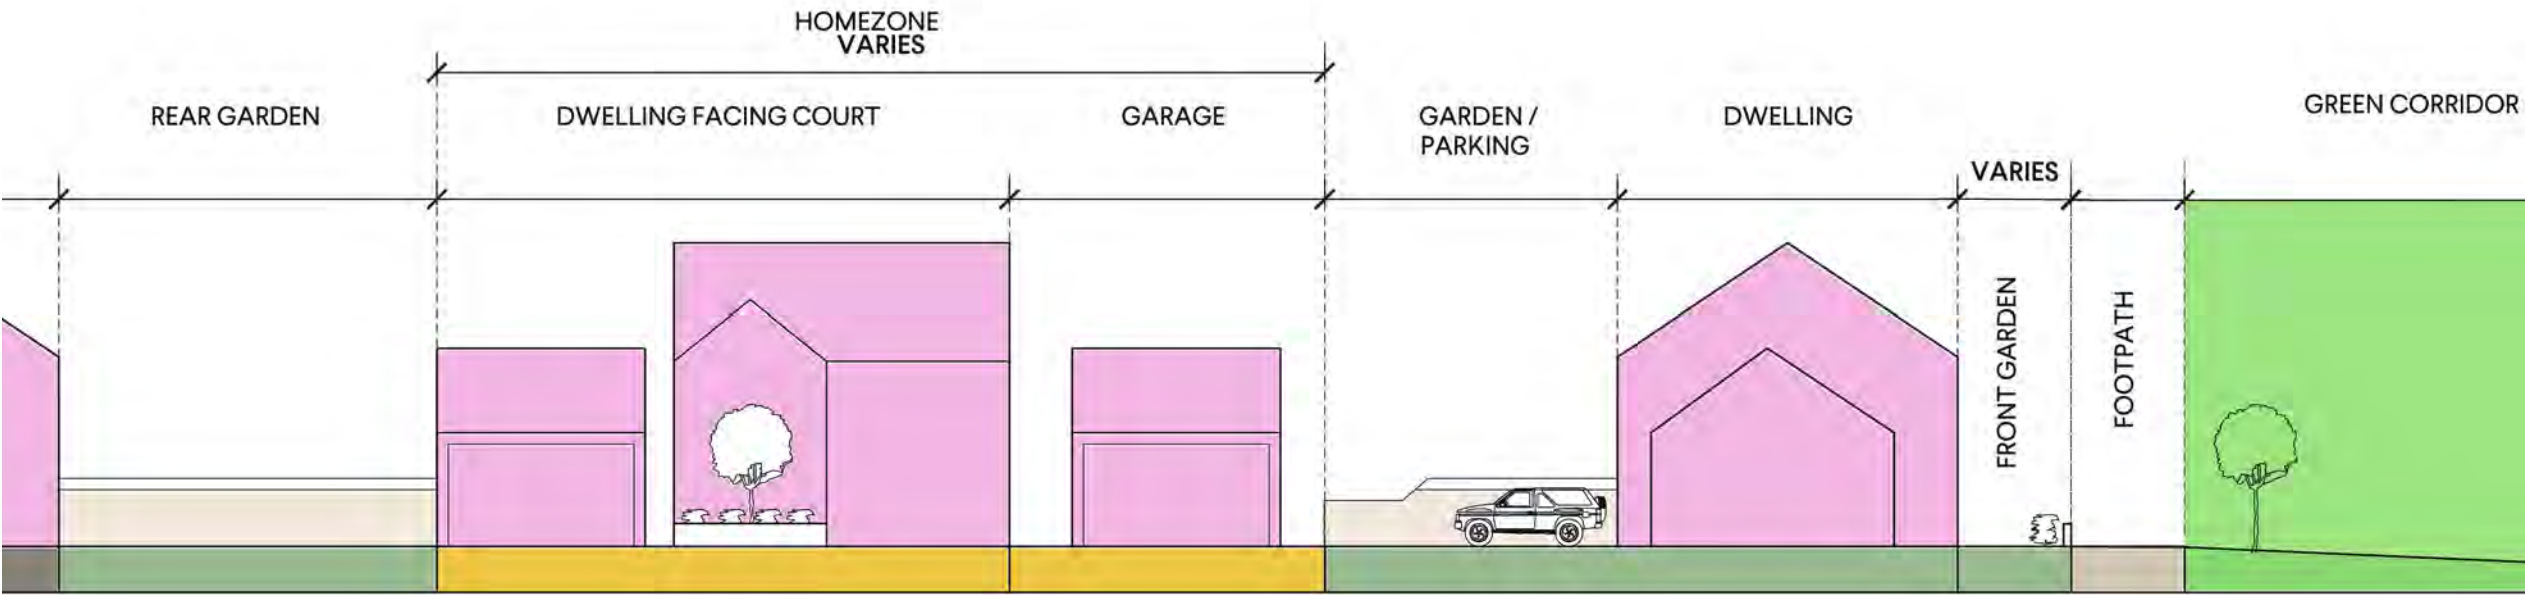 HOMEZONE
VARIES
REAR GARDEN
DWELLING FACING COURT
GARAGE
GARDEN /
PARKING
DWELLING
GREEN CORRIDOR
VARIES
FRONT GARDEN
FOOTPATH